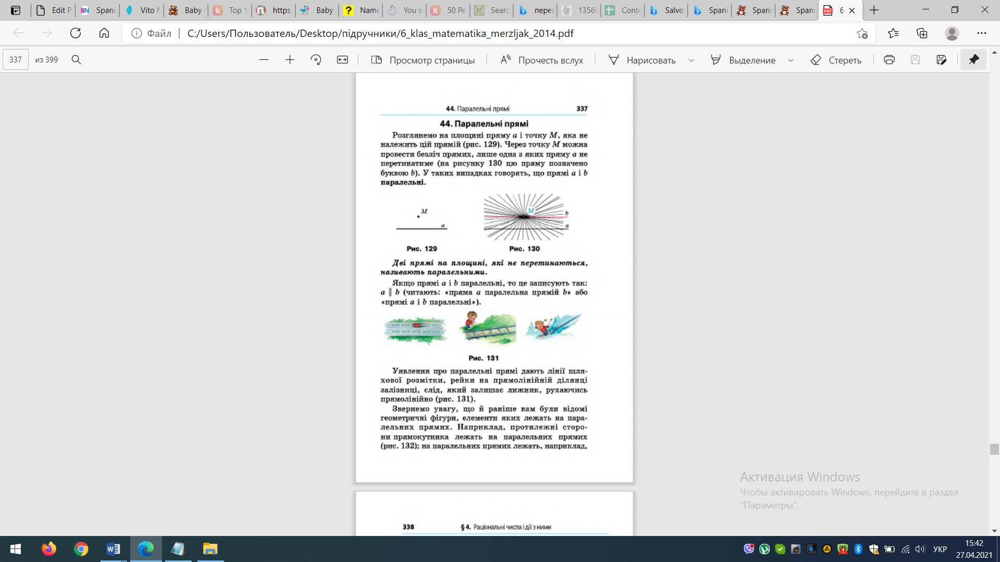 Edit P
Spani
Vito N
Baby
Top 1
https:
Baby
Name
You s
50 Pe
Searc
пере
1356
Conte
Salvo
Spani
Spani
Spani
6
Файл
C:/Users/Пользователь/Desktop/підручники/6_klas_matematika_merzljak_2014.pdf
337
из 399
Просмотр страницы
Прочесть вслух
Нарисовать
Выделение
Стереть
44. Паралельні прямі 337
44. Паралельні прямі
Розглянемо на площині пряму a і точку M, яка не
належить цій прямій (рис. 129). Через точку M можна
провести безліч прямих, лише одна з яких пряму a не
перетинатиме (на рисунку 130 цю пряму позначено
буквою b). У таких випадках говорять, що прямі a і b
паралельні.
M
a
M
b
a
Рис. 129
Рис. 130
Дві прямі на площині, які не перетинаються,
називають паралельними.
Якщо прямі a і b паралельні, то це записують так:
a ∥ b (читають: «пряма a паралельна прямій b» або
«прямі a і b паралельні»).
Рис. 131
Уявлення про паралельні прямі дають лінії шля-
хової розмітки, рейки на прямолінійній ділянці
залізниці, слід, який залишає лижник, рухаючись
прямолінійно (рис. 131).
Звернемо увагу, що й раніше вам були відомі
геометричні фігури, елементи яких лежать на пара-
лельних прямих. Наприклад, протилежні сторо-
ни прямокутника лежать на паралельних прямих
(рис. 132); на паралельних прямих лежать, наприклад,
338 § 4. Раціональні числа і дії з ними
Активация Windows
Чтобы активировать Windows, перейдите в раздел
"Параметры".
УКР
15:42
27.04.2021